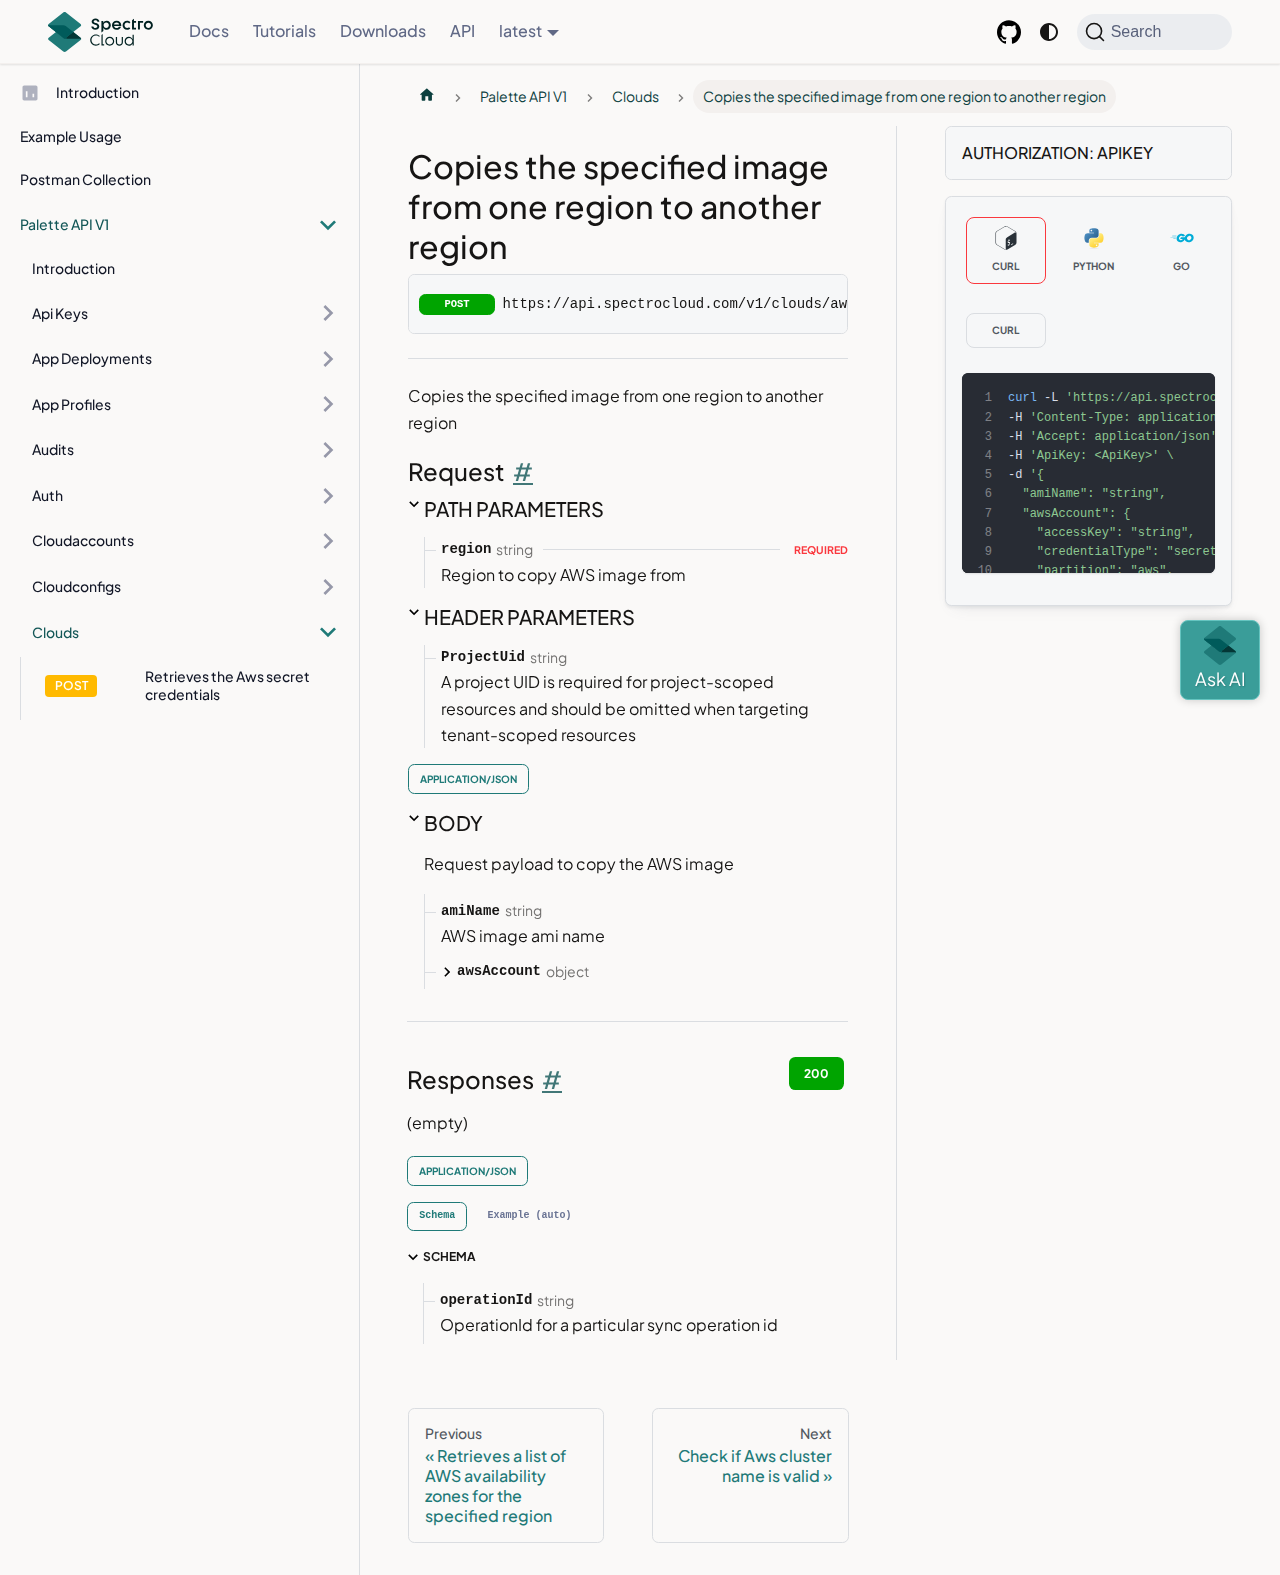 Spectro Cloud
Docs
Tutorials
Downloads
API
latest
Search
Introduction
Example Usage
Postman Collection
Palette API V1
Introduction
Api Keys
App Deployments
App Profiles
Audits
Auth
Cloudaccounts
Cloudconfigs
Clouds
POST
Retrieves the Aws secret
credentials
Palette API V1
Clouds
Copies the specified image from one region to another region
Copies the specified image
from one region to another
region
POST https://api.spectrocloud.com/v1/clouds/aw
Copies the specified image from one region to another
region
Request #
PATH PARAMETERS
region string REQUIRED
Region to copy AWS image from
HEADER PARAMETERS
ProjectUid string
A project UID is required for project-scoped
resources and should be omitted when targeting
tenant-scoped resources
APPLICATION/JSON
BODY
Request payload to copy the AWS image
amiName string
AWS image ami name
awsAccount object
Responses #
200
(empty)
APPLICATION/JSON
Schema
Example (auto)
SCHEMA
operationId string
OperationId for a particular sync operation id
Previous
« Retrieves a list of
AWS availability
zones for the
specified region
Next
Check if Aws cluster
name is valid »
AUTHORIZATION: APIKEY
CURL
PYTHON
GO
CURL
1 curl -L 'https://api.spectroc
2 -H 'Content-Type: application
3 -H 'Accept: application/json'
4 -H 'ApiKey: <ApiKey>' \
5 -d '{
6 "amiName": "string",
7 "awsAccount": {
8 "accessKey": "string",
9 "credentialType": "secret
10 "partition": "aws",
Ask AI